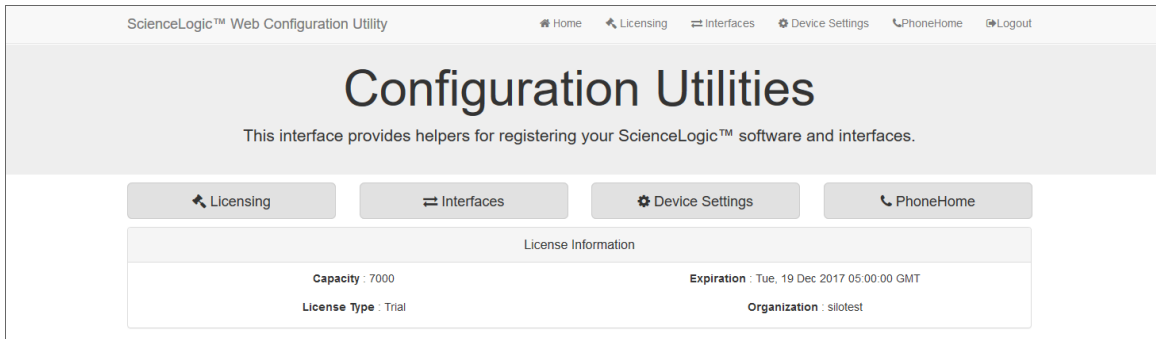 ScienceLogic™ Web Configuration Utility Home Licensing Interfaces Device Settings PhoneHome Logout
Configuration Utilities
This interface provides helpers for registering your ScienceLogic™ software and interfaces.
Licensing Interfaces Device Settings PhoneHome
License Information
Capacity : 7000 Expiration : Tue, 19 Dec 2017 05:00:00 GMT
License Type : Trial Organization : silotest